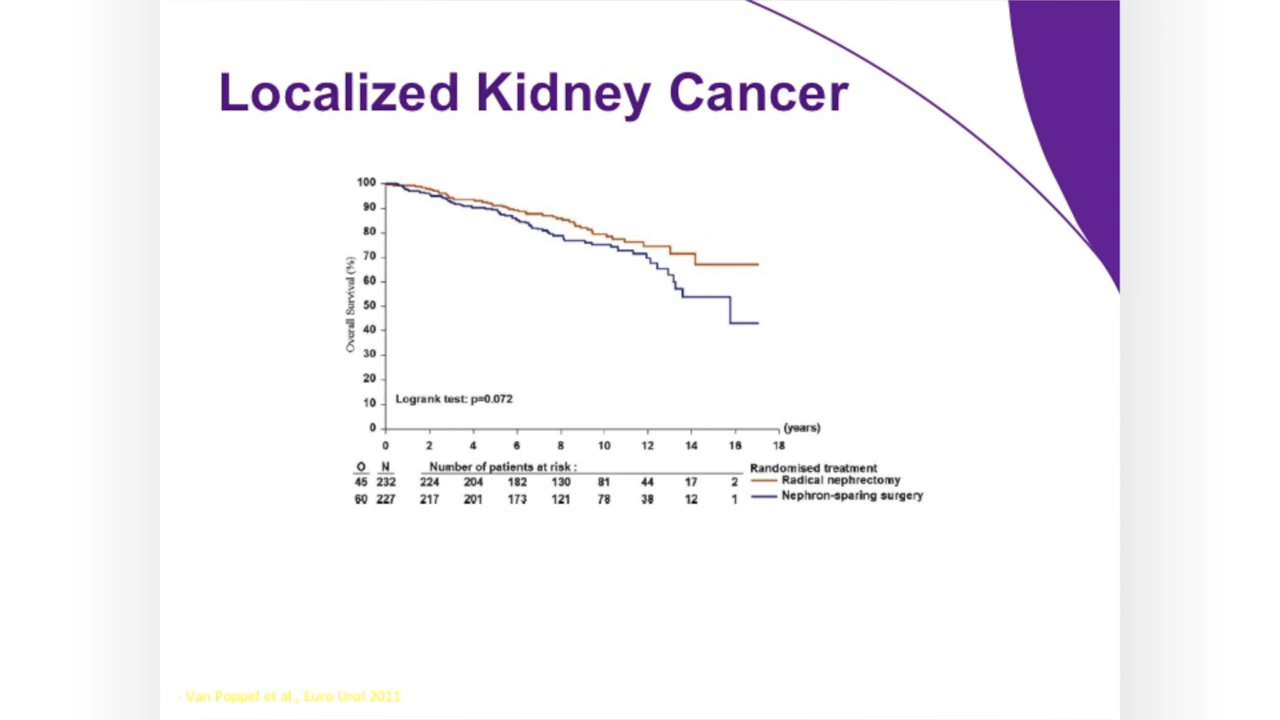 Localized Kidney Cancer
100
90
80
70
60
50
40
30
20
10
0
Overall Survival (%)
Logrank test: p=0.072
0 2 4 6 8 10 12 14 16 18
(years)
O N Number of patients at risk :
45 232 224 204 182 130 81 44 17 2
60 227 217 201 173 121 78 38 12 1
Randomised treatment
Radical nephrectomy
Nephron-sparing surgery
- Van Poppel et al., Euro Urol 2011